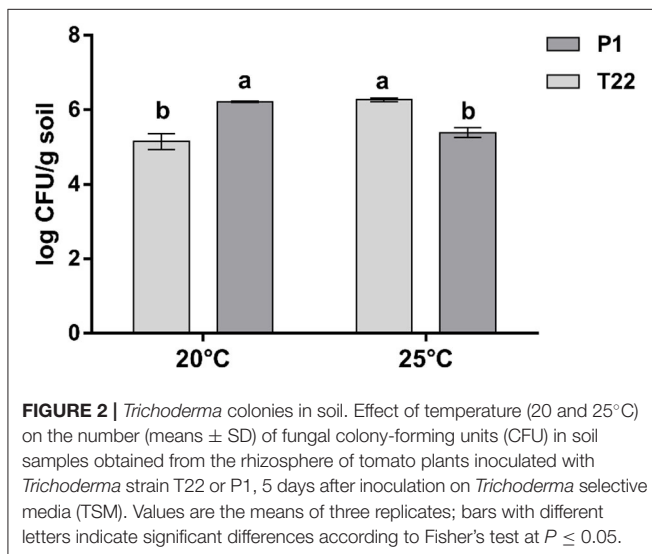 8
6
4
2
0
log CFU/g soil
b
a
a
b
20°C
25°C
P1
T22
FIGURE 2 | Trichoderma colonies in soil. Effect of temperature (20 and 25°C)
on the number (means ± SD) of fungal colony-forming units (CFU) in soil
samples obtained from the rhizosphere of tomato plants inoculated with
Trichoderma strain T22 or P1, 5 days after inoculation on Trichoderma selective
media (TSM). Values are the means of three replicates; bars with different
letters indicate significant differences according to Fisher's test at P ≤ 0.05.